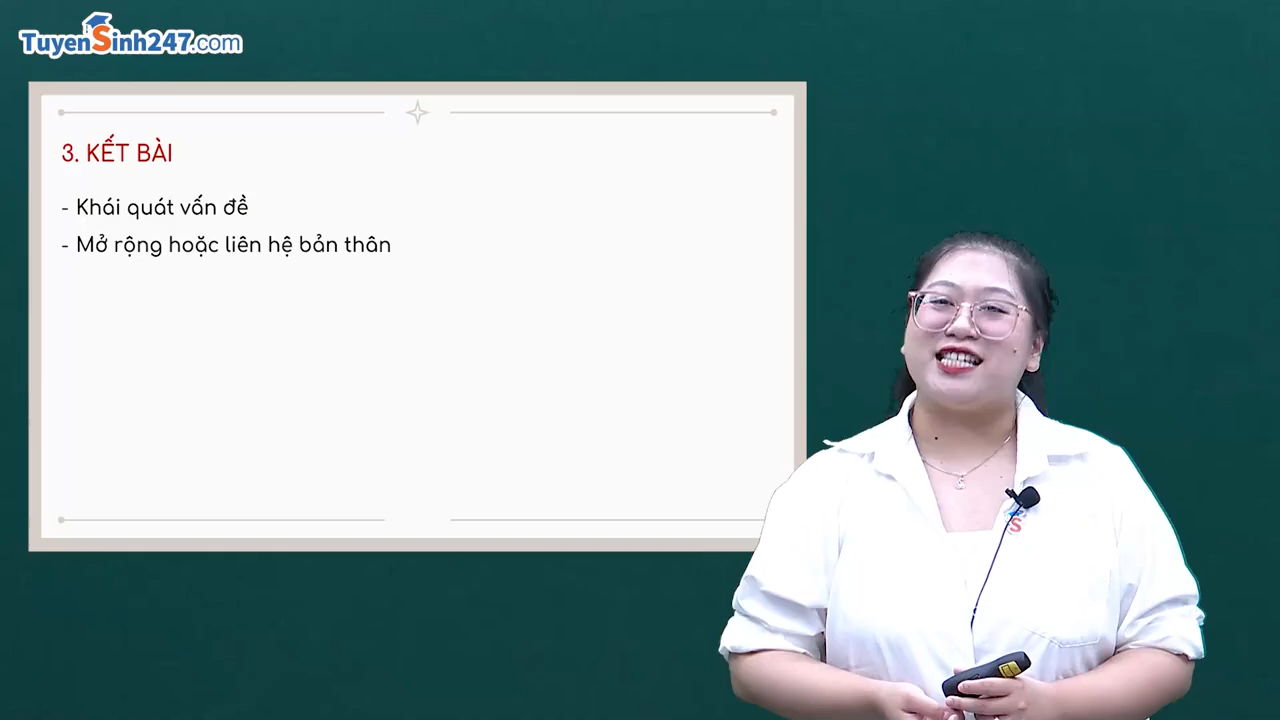 TuyenSinh247.com
3. KẾT BÀI
- Khái quát vấn đề
- Mở rộng hoặc liên hệ bản thân
S